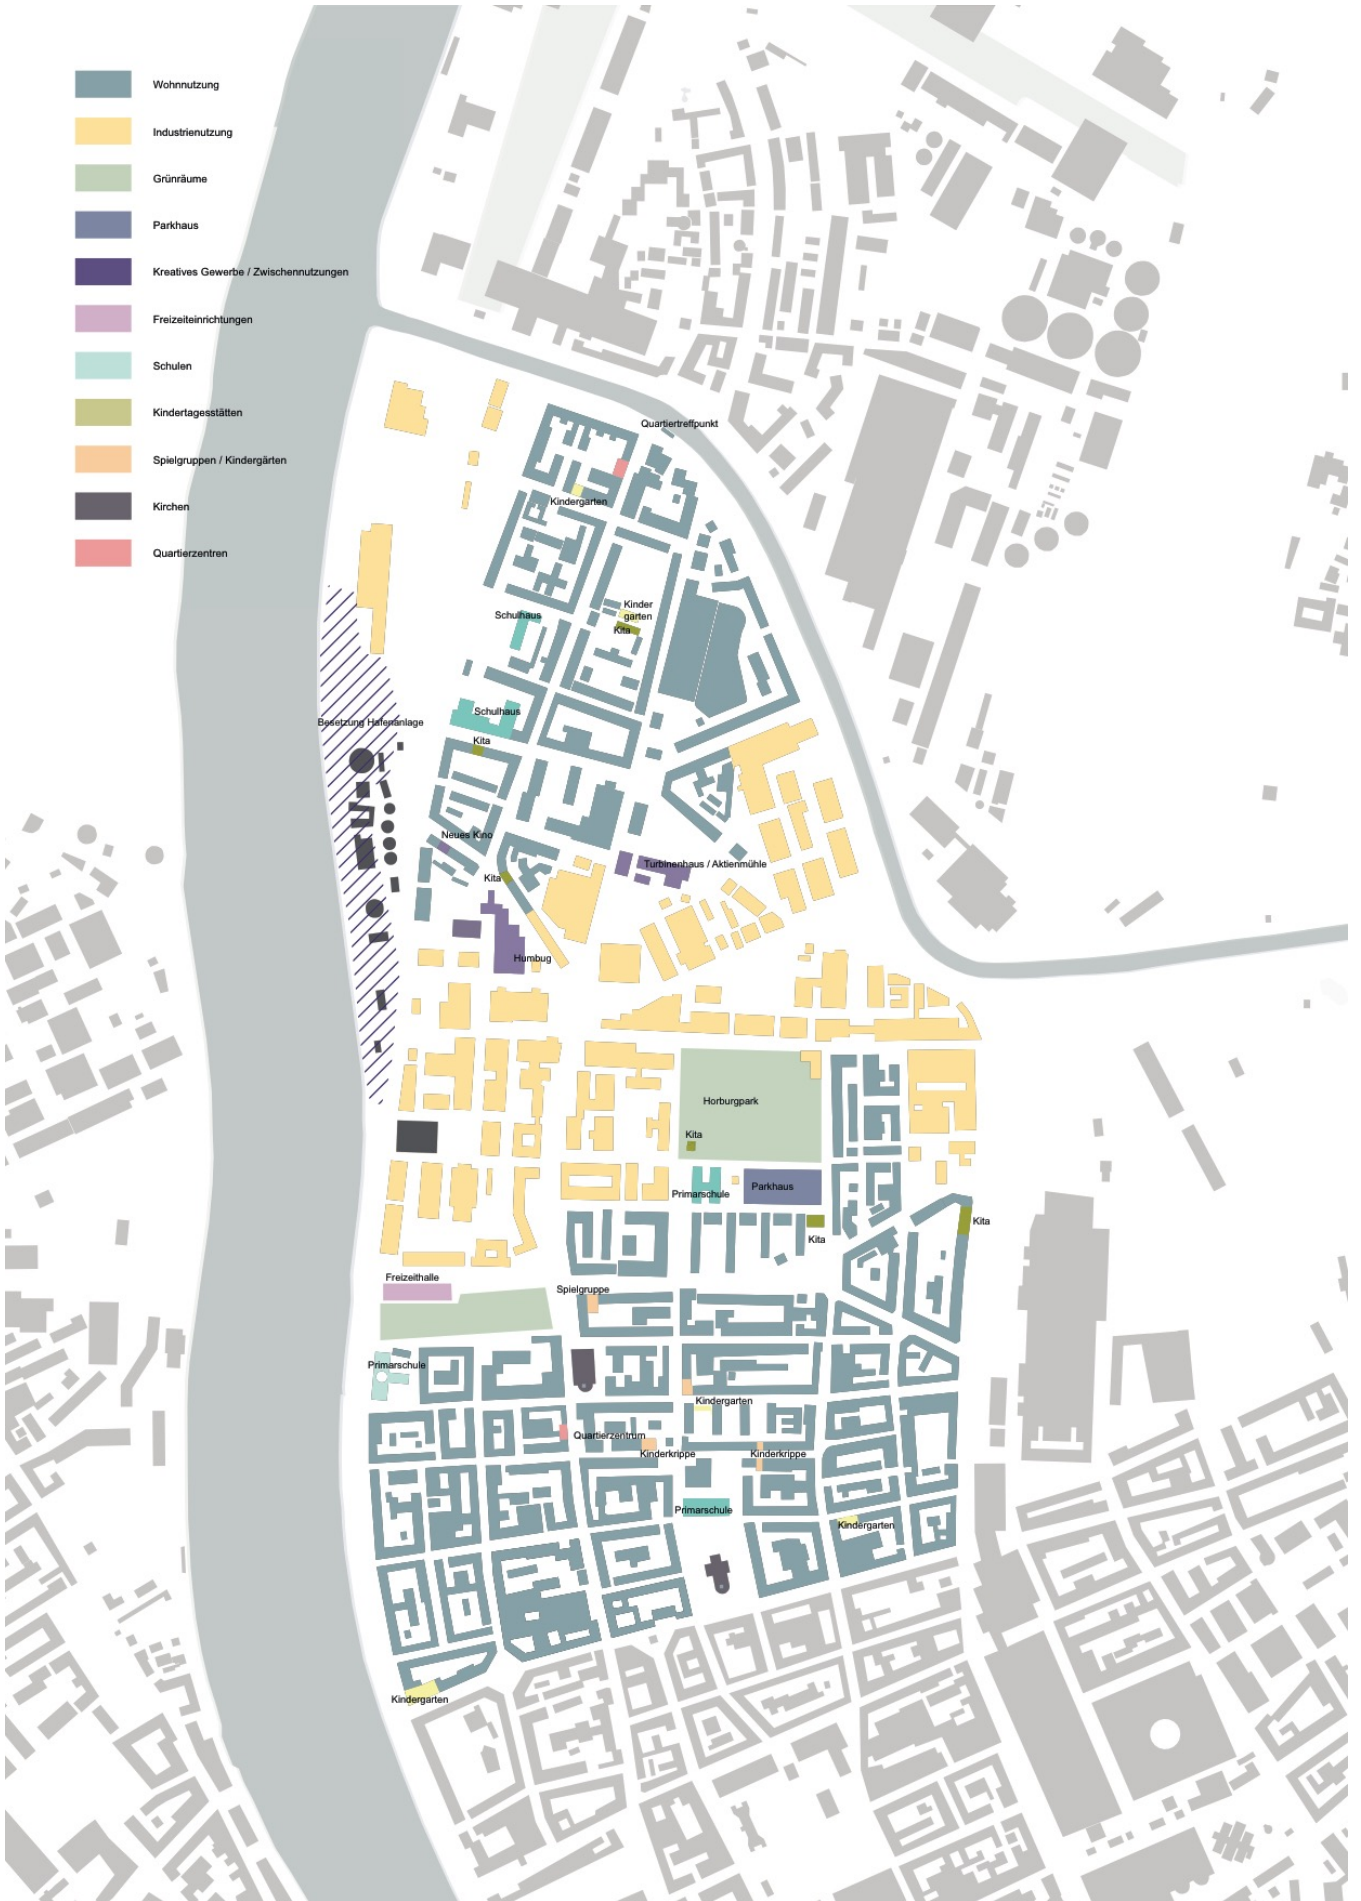 Wohnnutzung
Industrienutzung
Grünräume
Parkhaus
Kreatives Gewerbe / Zwischennutzungen
Freizeiteinrichtungen
Schulen
Kindertagesstätten
Spielgruppen / Kindergärten
Kirchen
Quartierzentren
Quartiertreffpunkt
Kindergarten
Kinder
garten
Schulhaus
Kita
Schulhaus
Besetzung Hafenanlage
Kita
Neues Kino
Turbinenhaus / Aktienmühle
Kita
Humbug
Horburgpark
Kita
Parkhaus
Primarschule
Kita
Kita
Freizeithalle
Spielgruppe
Primarschule
Kindergarten
Quartierzentrum
Kinderkrippe
Kinderkrippe
Primarschule
Kindergarten
Kindergarten